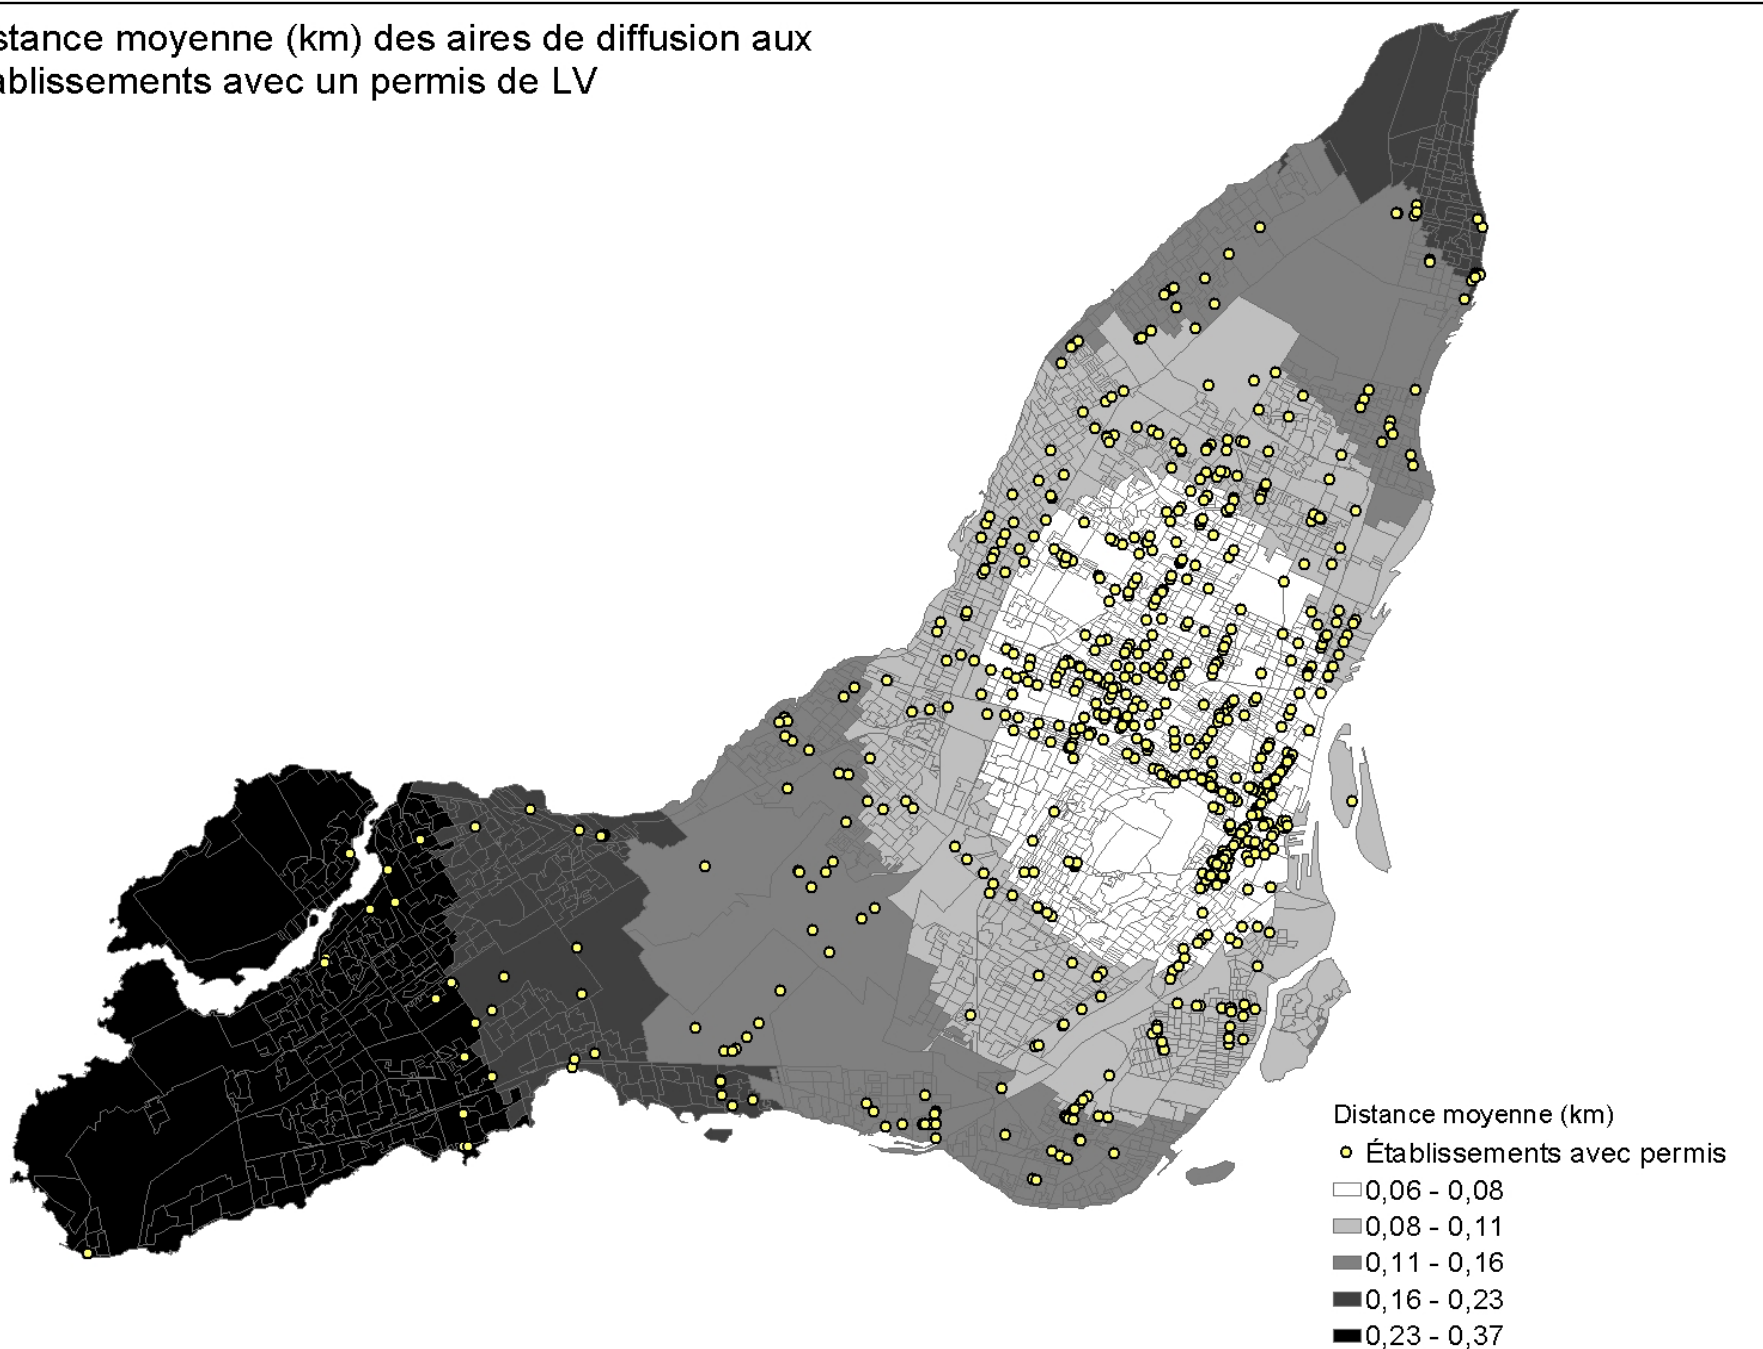 stance moyenne (km) des aires de diffusion aux
ablissements avec un permis de LV
Distance moyenne (km)
Établissements avec permis
0,06 - 0,08
0,08 - 0,11
0,11 - 0,16
0,16 - 0,23
0,23 - 0,37